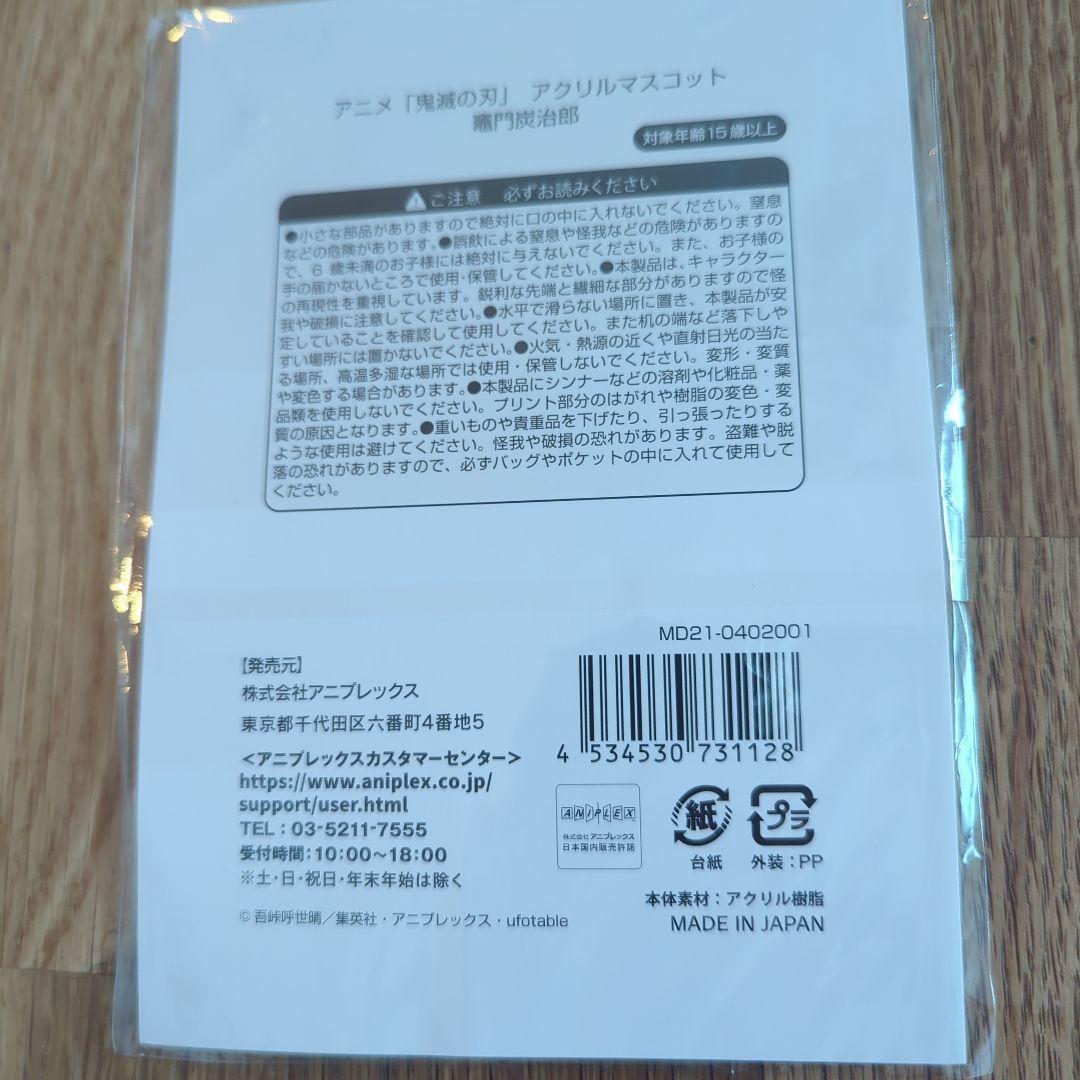 アニメ「鬼滅の刃」 アクリルマスコット
竈門炭治郎
対象年齢15歳以上
ご注意 必ずお読みください
●小さな部品がありますので絶対に口の中に入れないでください。窒息
などの危険があります。●誤飲による窒息や怪我などの危険がありますの
で、6歳未満のお子様には絶対に与えないでください。また、お子様の
手の届かないところで使用・保管してください。●本製品は、キャラクター
の再現性を重視しています。鋭利な先端と繊細な部分がありますので怪
我や破損に注意してください。●水平で滑らない場所に置き、本製品が安
定していることを確認して使用してください。また机の端など落下しや
すい場所には置かないでください。●火気・熱源の近くや直射日光の当た
る場所、高温多湿な場所では使用・保管しないでください。変形・変質
や変色する場合があります。●本製品にシンナーなどの溶剤や化粧品・薬
品類を使用しないでください。プリント部分のはがれや樹脂の変色・変
質の原因となります。●重いものや貴重品を下げたり、引っ張ったりする
ような使用は避けてください。怪我や破損の恐れがあります。盗難や脱
落の恐れがありますので、必ずバッグやポケットの中に入れて使用して
ください。
MD21-0402001
4 534530 731128
【発売元】
株式会社アニプレックス
東京都千代田区六番町4番地5
<アニプレックスカスタマーセンター>
https://www.aniplex.co.jp/
support/user.html
TEL：03-5211-7555
受付時間：10:00～18:00
※土・日・祝日・年末年始は除く
©吾峠呼世晴／集英社・アニプレックス・ufotable
ANIPLEX
株式会社アニプレックス
日本国内販売許諾
紙
台紙
プラ
外装：PP
本体素材：アクリル樹脂
MADE IN JAPAN